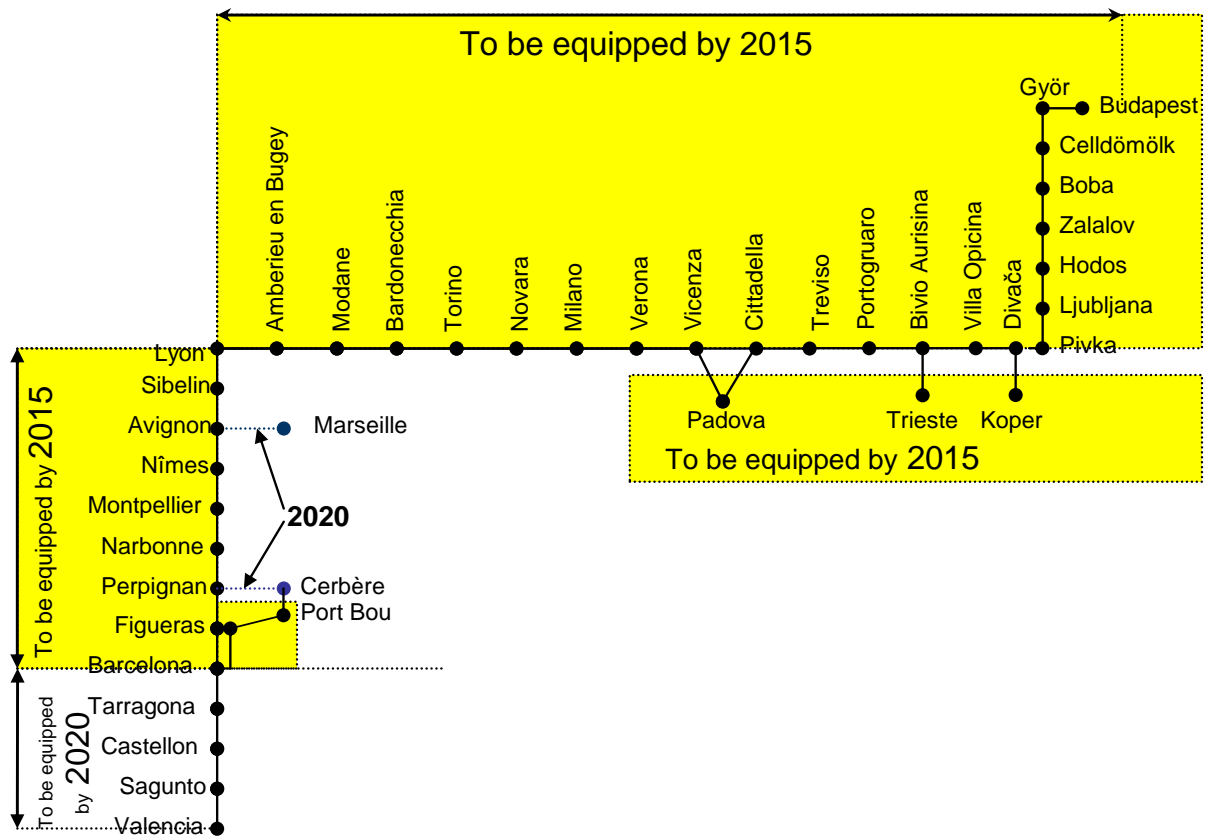 To be equipped by 2015
Györ
Budapest
Celldömölk
Boba
Zalalov
Hodos
Ljubljana
Pivka
Amberieu en Bugey
Modane
Bardonecchia
Torino
Novara
Milano
Verona
Vicenza
Cittadella
Treviso
Portogruaro
Bivio Aurisina
Villa Opicina
Divača
Padova
Trieste
Koper
To be equipped by 2015
To be equipped by 2015
Lyon
Sibelin
Avignon
Marseille
Nîmes
Montpellier
2020
Narbonne
Perpignan
Cerbère
Port Bou
Figueras
Barcelona
To be equipped
by 2020
Tarragona
Castellon
Sagunto
Valencia